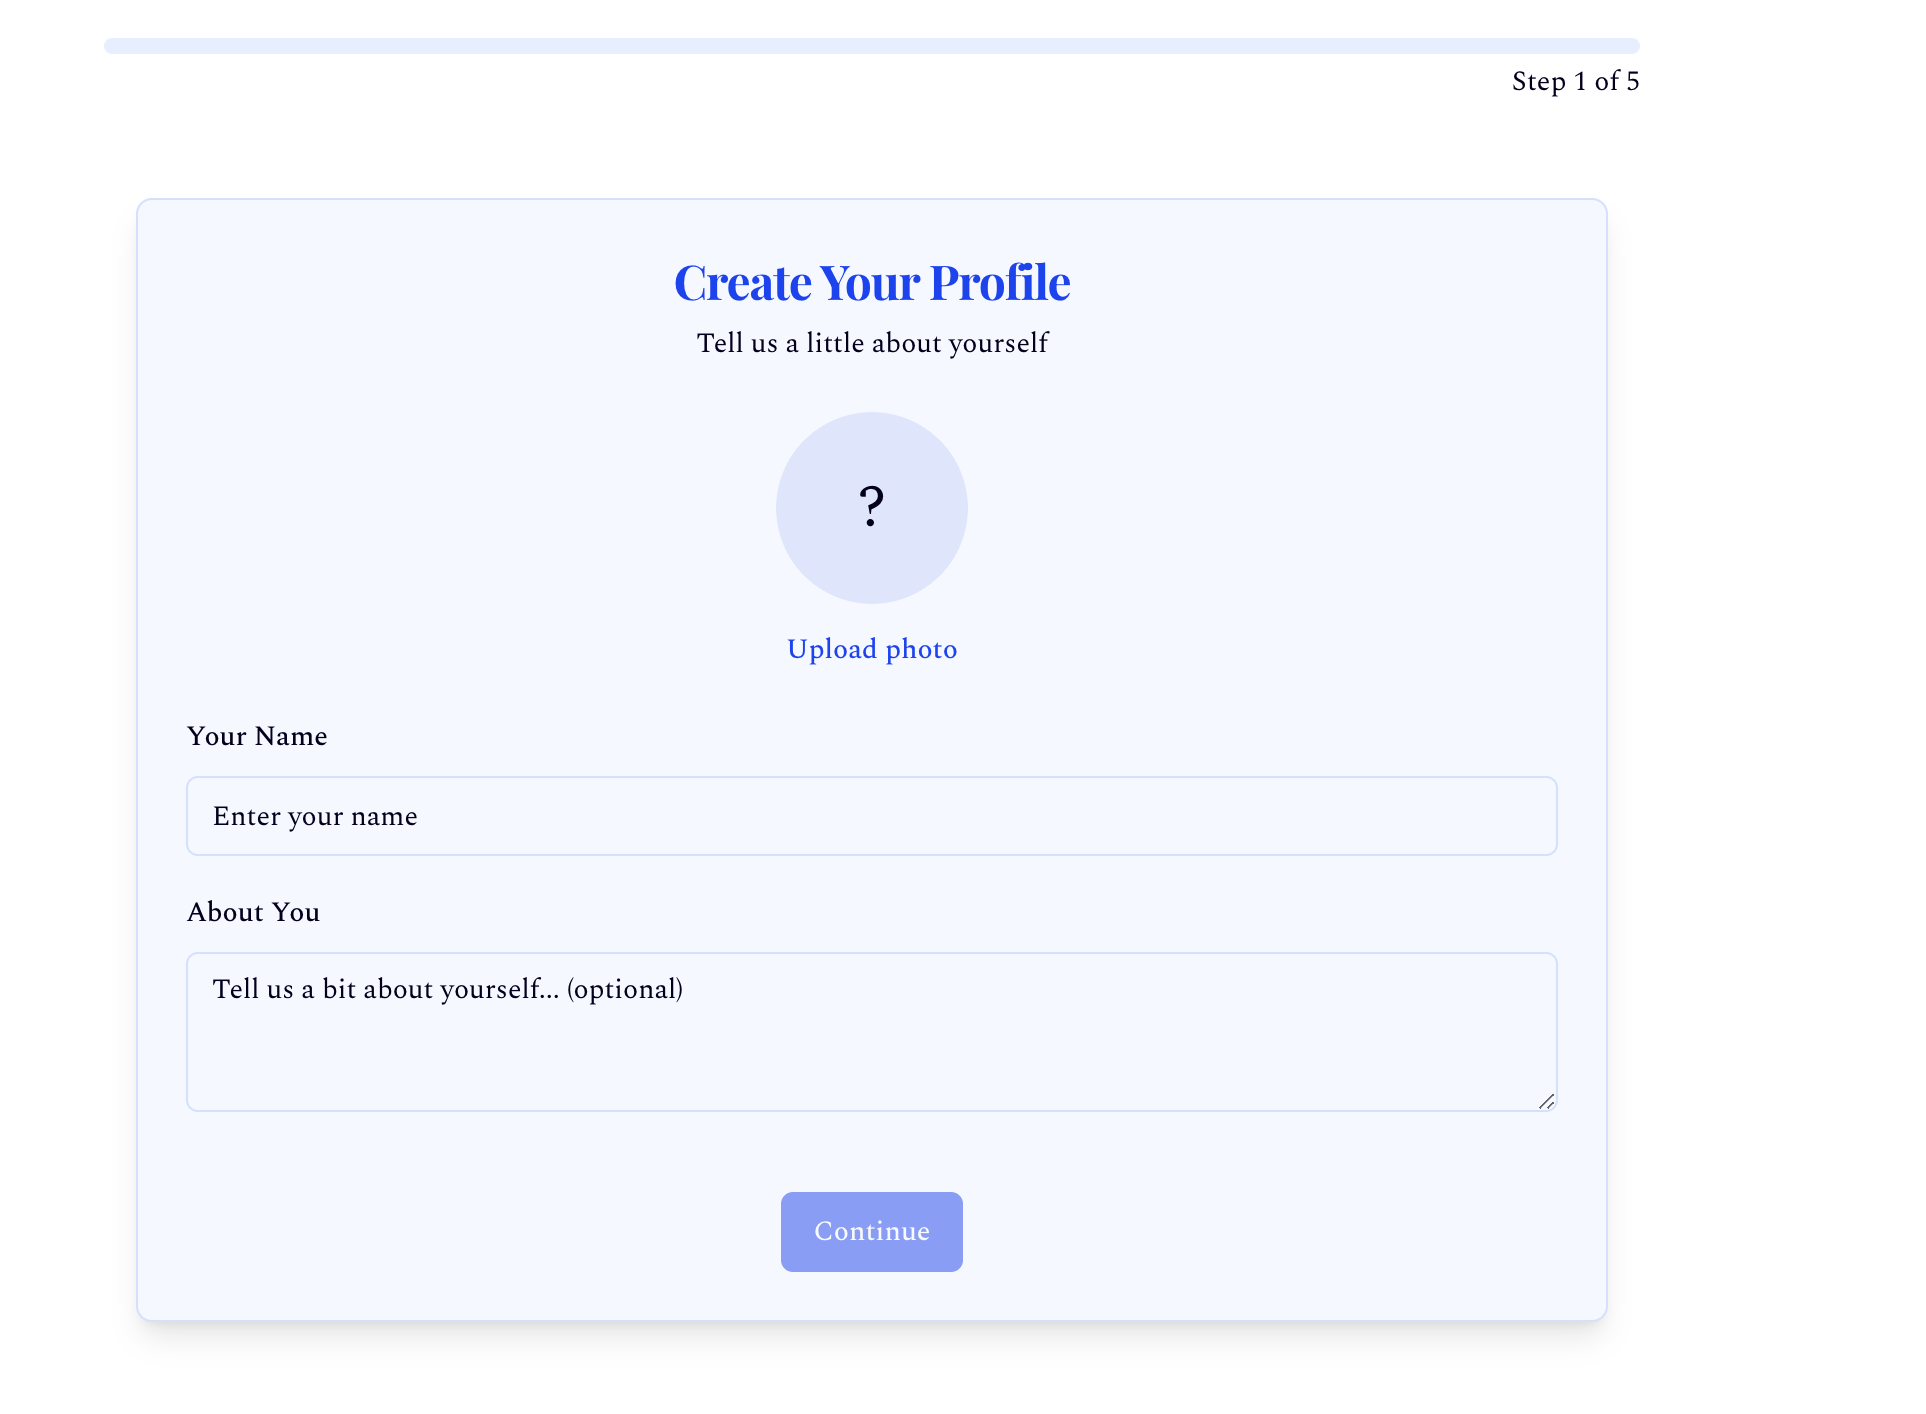 Step 1 of 5
Create Your Profile
Tell us a little about yourself
?
Upload photo
Your Name
Enter your name
About You
Tell us a bit about yourself... (optional)
Continue